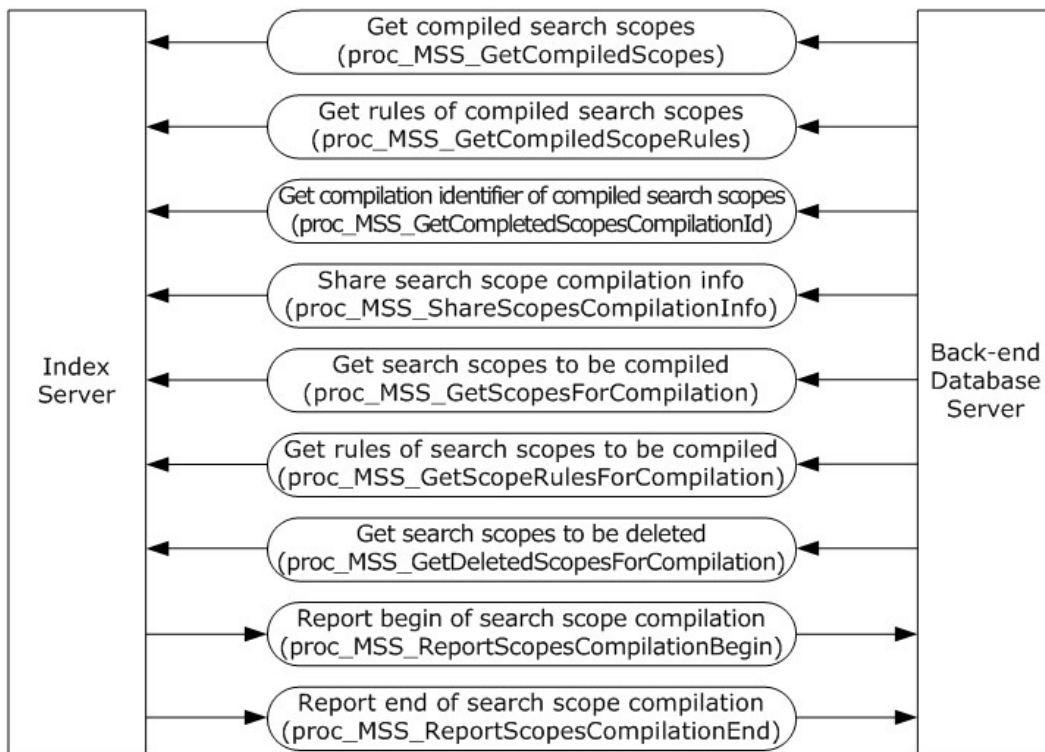 Get compiled search scopes
(proc_MSS_GetCompiledScopes)
Get rules of compiled search scopes
(proc_MSS_GetCompiledScopeRules)
Get compilation identifier of compiled search scopes
(proc_MSS_GetCompletedScopesCompilationId)
Share search scope compilation info
(proc_MSS_ShareScopesCompilationInfo)
Index
Server
Get search scopes to be compiled
(proc_MSS_GetScopesForCompilation)
Back-end
Database
Server
Get rules of search scopes to be compiled
(proc_MSS_GetScopeRulesForCompilation)
Get search scopes to be deleted
(proc_MSS_GetDeletedScopesForCompilation)
Report begin of search scope compilation
(proc_MSS_ReportScopesCompilationBegin)
Report end of search scope compilation
(proc_MSS_ReportScopesCompilationEnd)